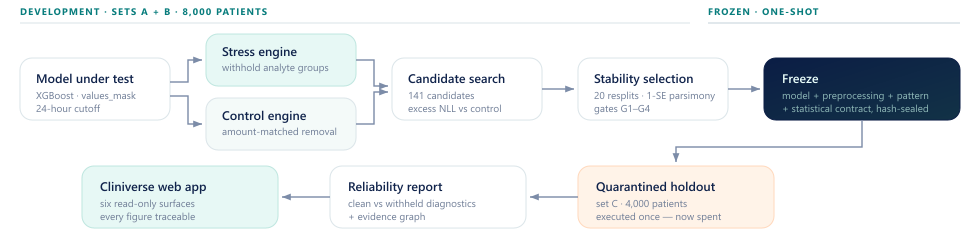 DEVELOPMENT · SETS A + B · 8,000 PATIENTS
FROZEN · ONE-SHOT
Model under test
XGBoost · values_mask
24-hour cutoff
Stress engine
withhold analyte groups
Control engine
amount-matched removal
Candidate search
141 candidates
excess NLL vs control
Stability selection
20 resplits · 1-SE parsimony
gates G1–G4
Freeze
model + preprocessing + pattern
+ statistical contract, hash-sealed
Cliniverse web app
six read-only surfaces
every figure traceable
Reliability report
clean vs withheld diagnostics
+ evidence graph
Quarantined holdout
set C · 4,000 patients
executed once — now spent